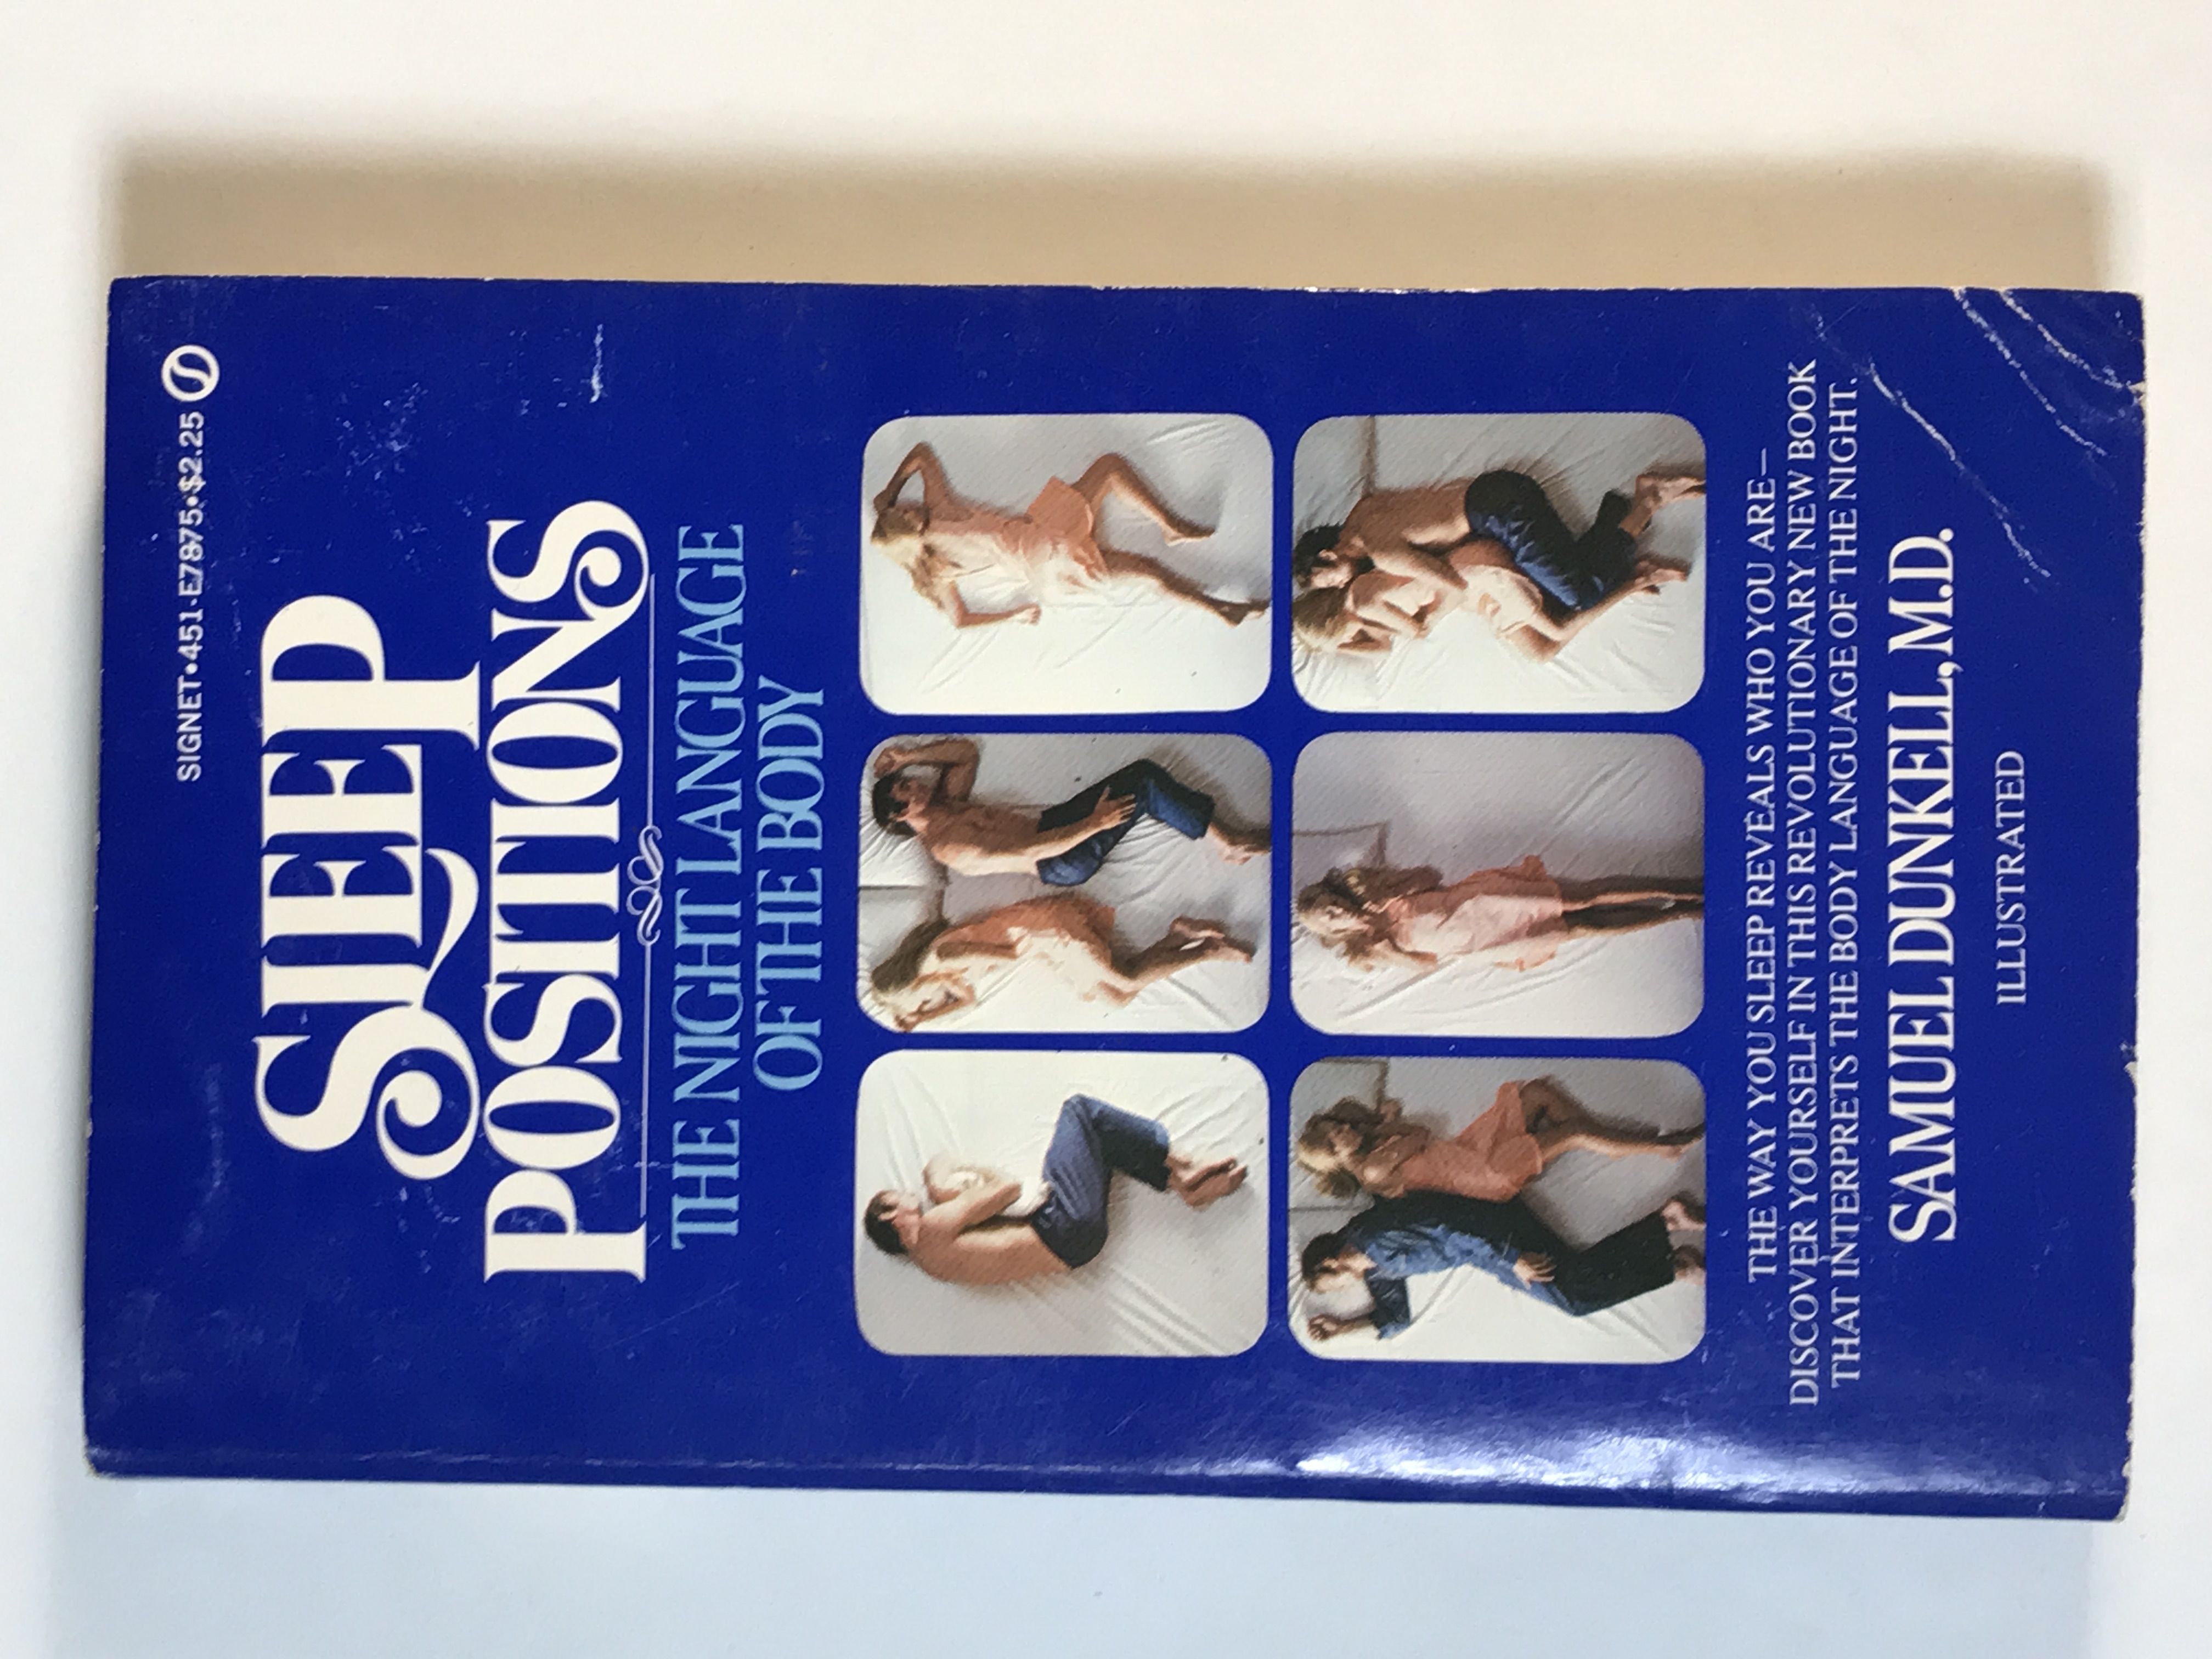 SIGNET•451-E7875•$2.25
SLEEP
POSITIONS
THE NIGHT LANGUAGE
OF THE BODY
THE WAY YOU SLEEP REVEALS WHO YOU ARE—
DISCOVER YOURSELF IN THIS REVOLUTIONARY NEW BOOK
THAT INTERPRETS THE BODY LANGUAGE OF THE NIGHT.
SAMUEL DUNKELL, M.D.
ILLUSTRATED